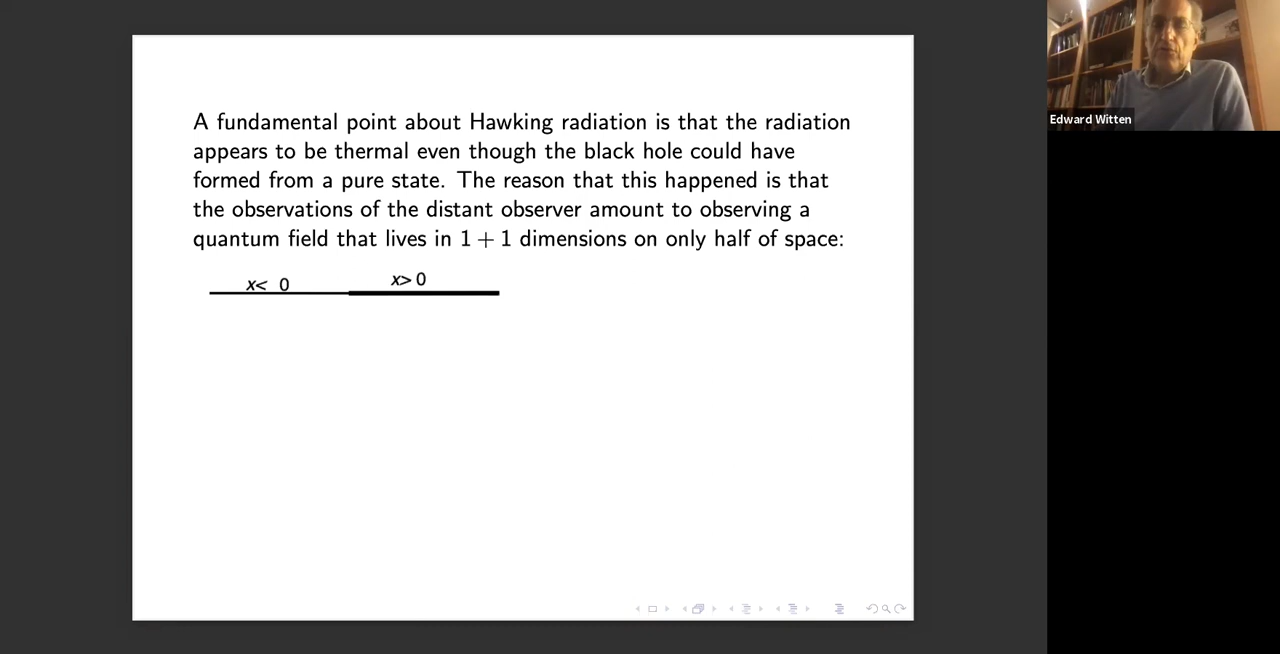 A fundamental point about Hawking radiation is that the radiation
appears to be thermal even though the black hole could have
formed from a pure state. The reason that this happened is that
the observations of the distant observer amount to observing a
quantum field that lives in 1 + 1 dimensions on only half of space:
x< 0 x> 0
Edward Witten